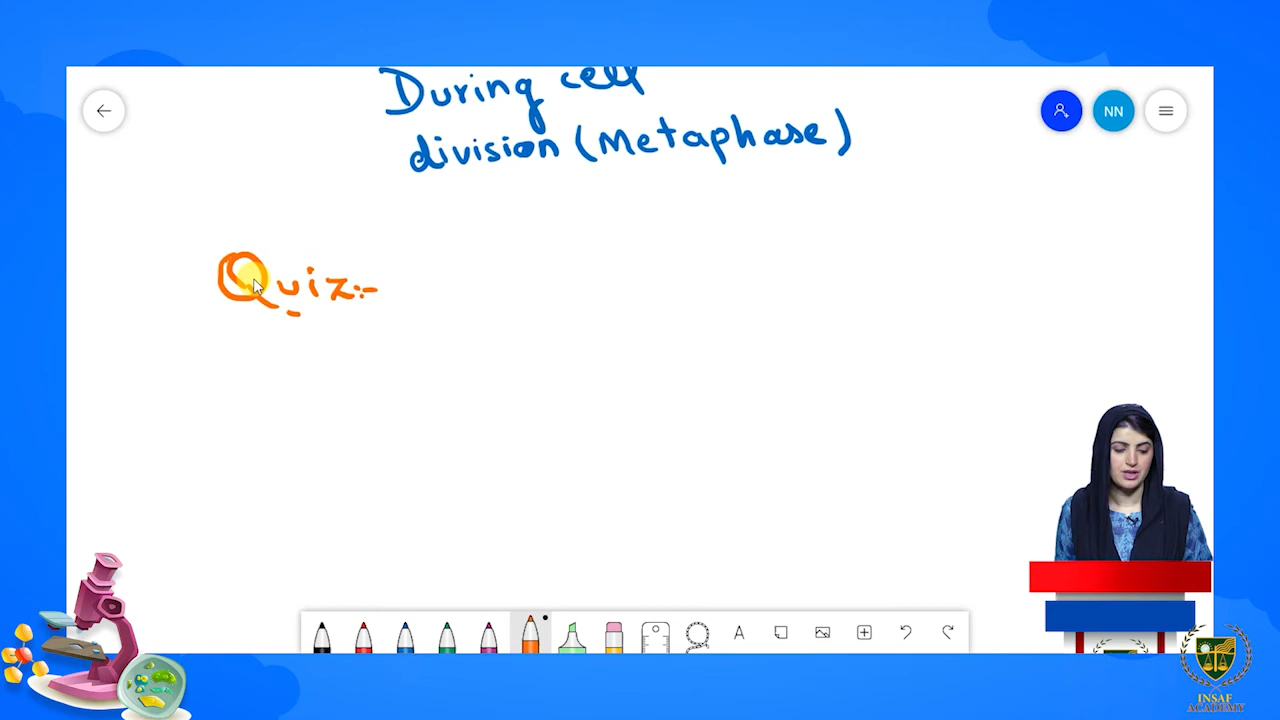 During cell
division (Metaphase)
NN
Quiz:-
A
INSAF
ACADEMY